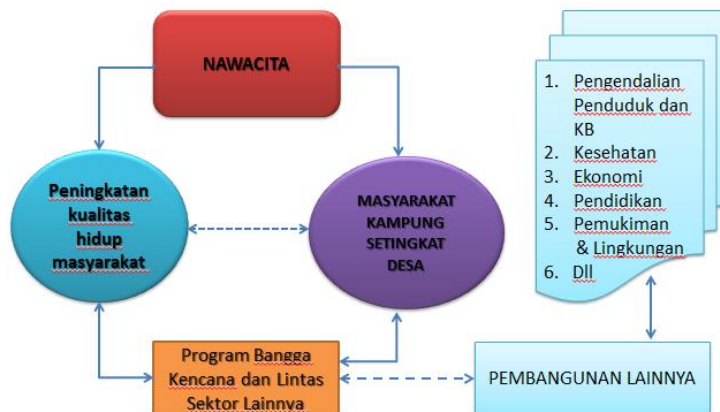 NAWACITA
Peningkatan
kualitas
hidup
masyarakat
MASYARAKAT
KAMPUNG
SETINGKAT
DESA
Program Bangga
Kencana dan Lintas
Sektor Lainnya
1. Pengendalian
Penduduk dan
KB
2. Kesehatan
3. Ekonomi
4. Pendidikan
5. Pemukiman
& Lingkungan
6. Dll
PEMBANGUNAN LAINNYA